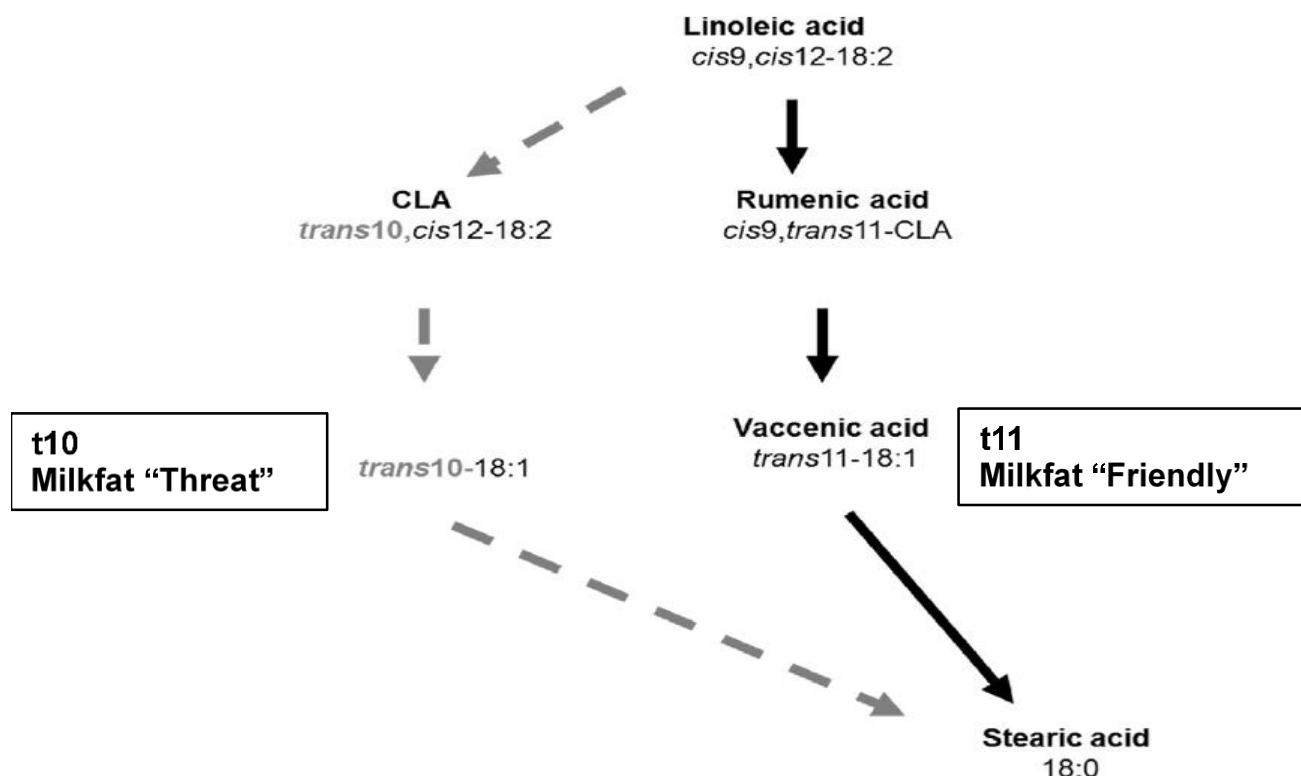 Linoleic acid
cis9,cis12-18:2
CLA
trans10,cis12-18:2
Rumenic acid
cis9,trans11-CLA
t10
Milkfat “Threat”
trans10-18:1
Vaccenic acid
trans11-18:1
t11
Milkfat “Friendly”
Stearic acid
18:0